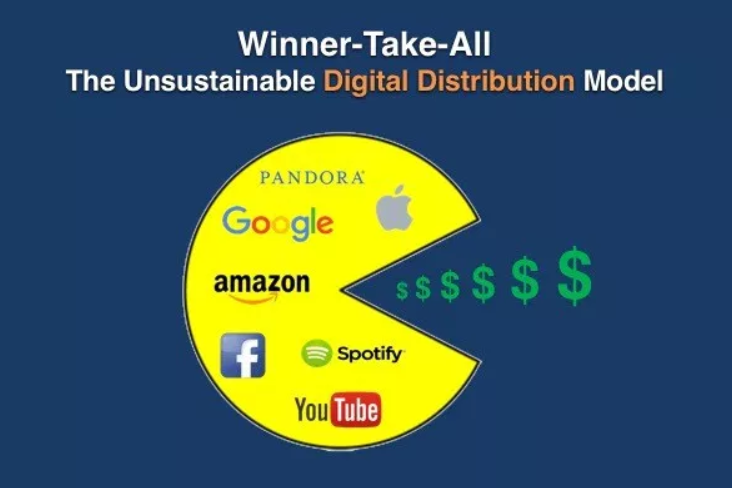 Winner-Take-All
The Unsustainable Digital Distribution Model
PANDORA
Google
amazon
$ $ $ $ $ $
f
Spotify
YouTube